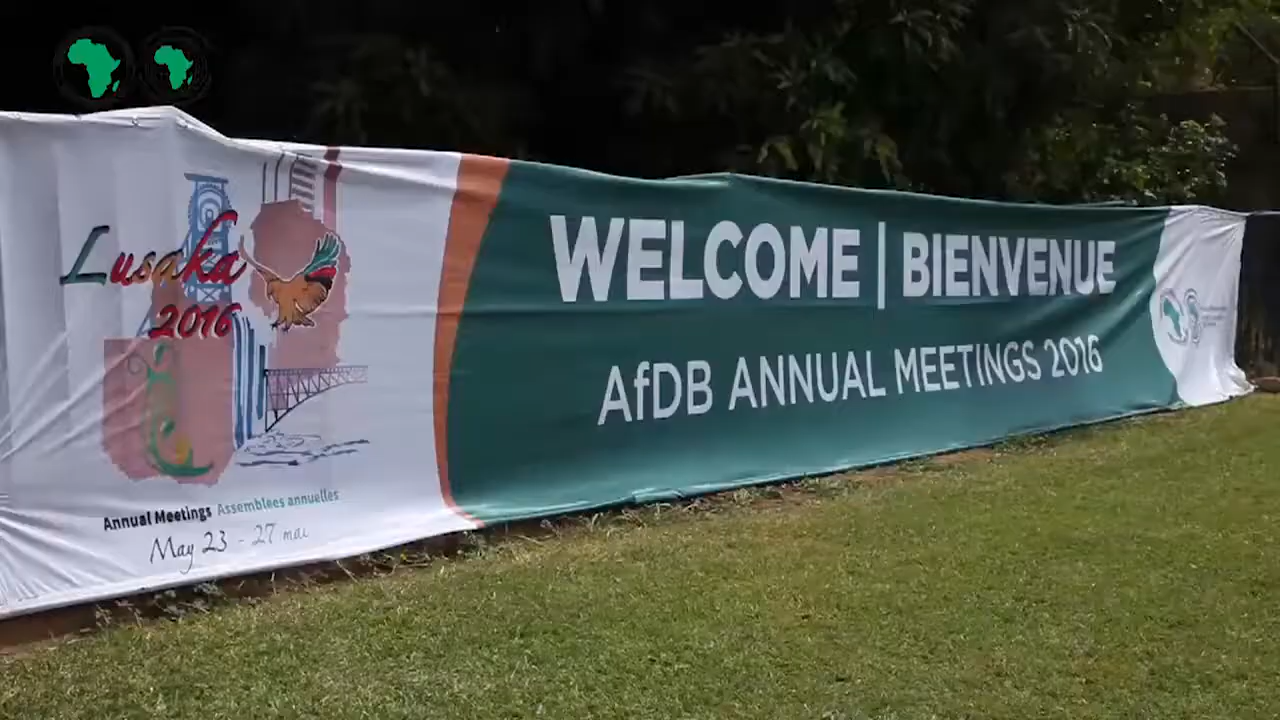 Lusaka
2016
Annual Meetings Assemblées annuelles
May 23 - 27 mai
WELCOME | BIENVENUE
AfDB ANNUAL MEETINGS 2016